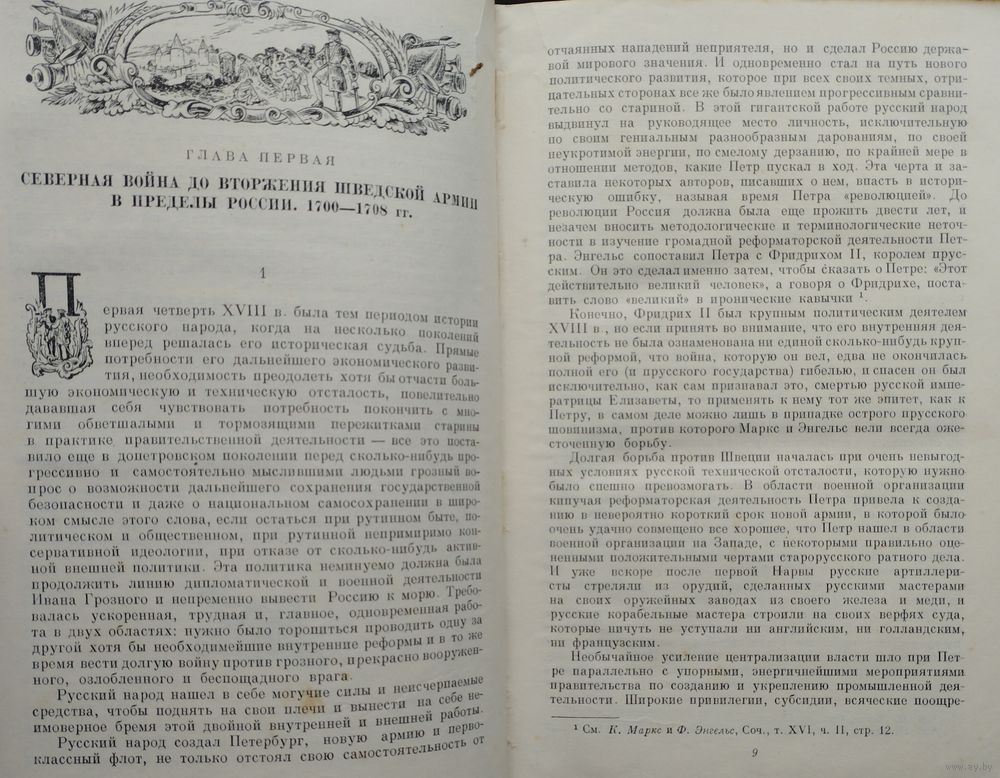 ГЛАВА ПЕРВАЯ
СЕВЕРНАЯ ВОЙНА ДО ВТОРЖЕНИЯ ШВЕДСКОЙ АРМИИ
В ПРЕДЕЛЫ РОССИИ. 1700—1708 гг.
1
Первая четверть XVIII в. была тем периодом истории
русского народа, когда на несколько поколений
вперед решалась его историческая судьба. Прямые
потребности его дальнейшего экономического разви-
тия, необходимость преодолеть хотя бы отчасти боль-
шую экономическую и техническую отсталость, повелительно
дававшая себя чувствовать потребность покончить с мно-
гими обветшалыми и тормозящими пережитками старины
в практике правительственной деятельности — все это поста-
вило еще в допетровском поколении перед сколько-нибудь про-
грессивно и самостоятельно мыслившими людьми грозный во-
прос о возможности дальнейшего сохранения государственной
безопасности и даже о национальном самосохранении в широ-
ком смысле этого слова, если остаться при рутинном быте, по-
литическом и общественном, при рутинной непримиримо кон-
сервативной идеологии, при отказе от сколько-нибудь актив-
ной внешней политики. Эта политика неминуемо должна была
продолжить линию дипломатической и военной деятельности
Ивана Грозного и непременно вывести Россию к морю. Требо-
валась ускоренная, трудная и, главное, одновременная рабо-
та в двух областях: нужно было торопиться проводить одну за
другой хотя бы необходимейшие внутренние реформы и в то же
время вести долгую войну против грозного, прекрасно вооружен-
ного, озлобленного и беспощадного врага.
Русский народ нашел в себе могучие силы и неисчерпаемые
средства, чтобы поднять на свои плечи и вынести на себе не-
имоверное бремя этой двойной внутренней и внешней работы.
Русский народ создал Петербург, новую армию и перво-
классный флот, не только отстоял свою самостоятельность от
отчаянных нападений неприятеля, но и сделал Россию держа-
вой мирового значения. И одновременно стал на путь нового
политического развития, которое при всех своих темных, отри-
цательных сторонах все же было явлением прогрессивным сравни-
тельно со стариной. В этой гигантской работе русский народ
выдвинул на руководящее место личность, исключительную
по своим гениальным разнообразным дарованиям, по своей
неукротимой энергии, по смелому дерзанию, по крайней мере в
отношении методов, какие Петр пускал в ход. Эта черта и за-
ставила некоторых авторов, писавших о нем, впасть в истори-
ческую ошибку, называя время Петра «революцией». До
революции Россия должна была еще прожить двести лет, и
незачем вносить методологические и терминологические неточ-
ности в изучение громадной реформаторской деятельности Пет-
ра. Энгельс сопоставил Петра с Фридрихом II, королем прус-
ским. Он это сделал именно затем, чтобы сказать о Петре: «Этот
действительно великий человек», а говоря о Фридрихе, поста-
вить слово «великий» в иронические кавычки ¹.
Конечно, Фридрих II был крупным политическим деятелем
XVIII в., но если принять во внимание, что его внутренняя дея-
тельность не была ознаменована ни единой сколько-нибудь круп-
ной реформой, что война, которую он вел, едва не окончилась
полной его (и прусского государства) гибелью, и спасен он был
исключительно, как сам признавал это, смертью русской импе-
ратрицы Елизаветы, то применять к нему тот же эпитет, как к
Петру, в самом деле можно лишь в припадке острого прусского
шовинизма, против которого Маркс и Энгельс вели всегда оже-
сточенную борьбу.
Долгая борьба против Швеции началась при очень невыгод-
ных условиях русской технической отсталости, которую нужно
было спешно превозмогать. В области военной организации
кипучая реформаторская деятельность Петра привела к созда-
нию в невероятно короткий срок новой армии, в которой было
очень удачно совмещено все хорошее, что Петр нашел в области
военной организации на Западе, с некоторыми правильно оце-
ненными положительными чертами старорусского ратного дела.
И уже вскоре после первой Нарвы русские артиллери-
сты стреляли из орудий, сделанных русскими мастерами
на своих оружейных заводах из своего железа и меди, и
русские корабельные мастера строили на своих верфях суда,
которые ничуть не уступали ни английским, ни голландским,
ни французским.
Необычайное усиление централизации власти шло при Пет-
ре параллельно с упорными, энергичнейшими мероприятиями
правительства по созданию и укреплению промышленной дея-
тельности. Широкие привилегии, субсидии, всяческие поощре-
¹ См. К. Маркс и Ф. Энгельс, Соч., т. XVI, ч. II, стр. 12.
9
www.ay.by